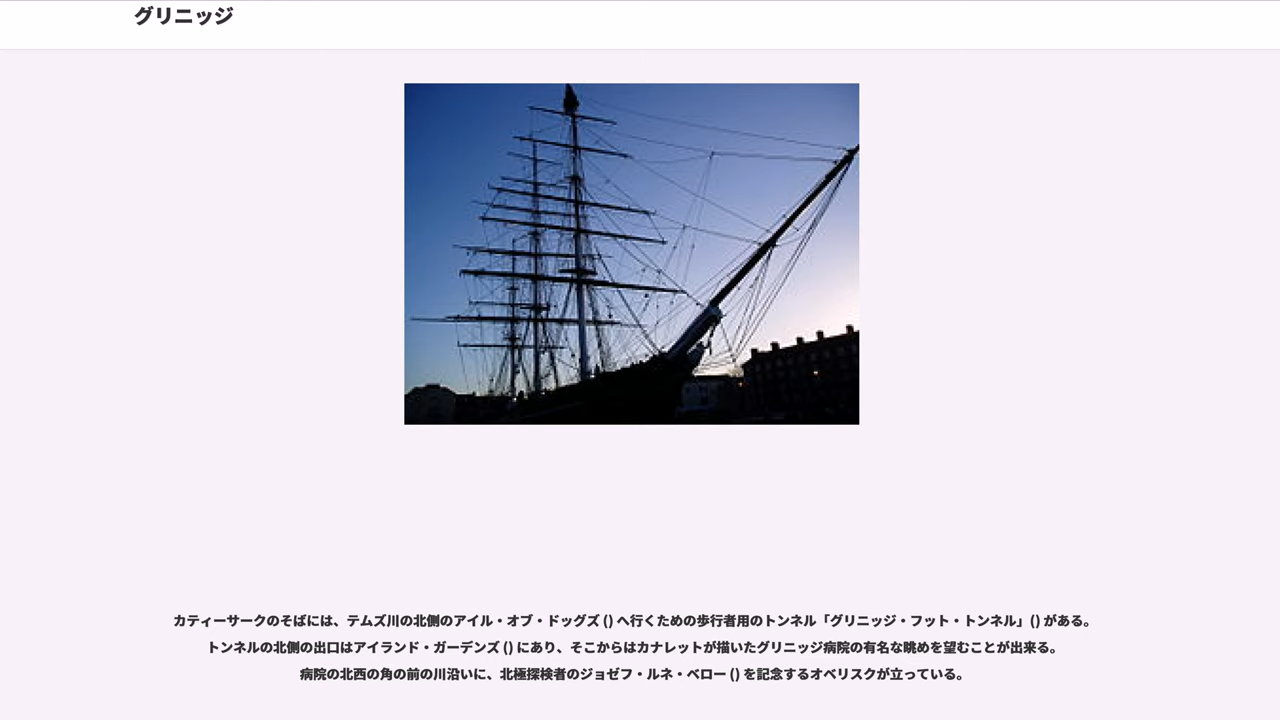 グリニッジ
カティーサークのそばには、テムズ川の北側のアイル・オブ・ドッグズ () へ行くための歩行者用のトンネル「グリニッジ・フット・トンネル」() がある。
トンネルの北側の出口はアイランド・ガーデンズ () にあり、そこからはカナレットが描いたグリニッジ病院の有名な眺めを望むことが出来る。
病院の北西の角の前の川沿いに、北極探検者のジョゼフ・ルネ・ベロー () を記念するオベリスクが立っている。